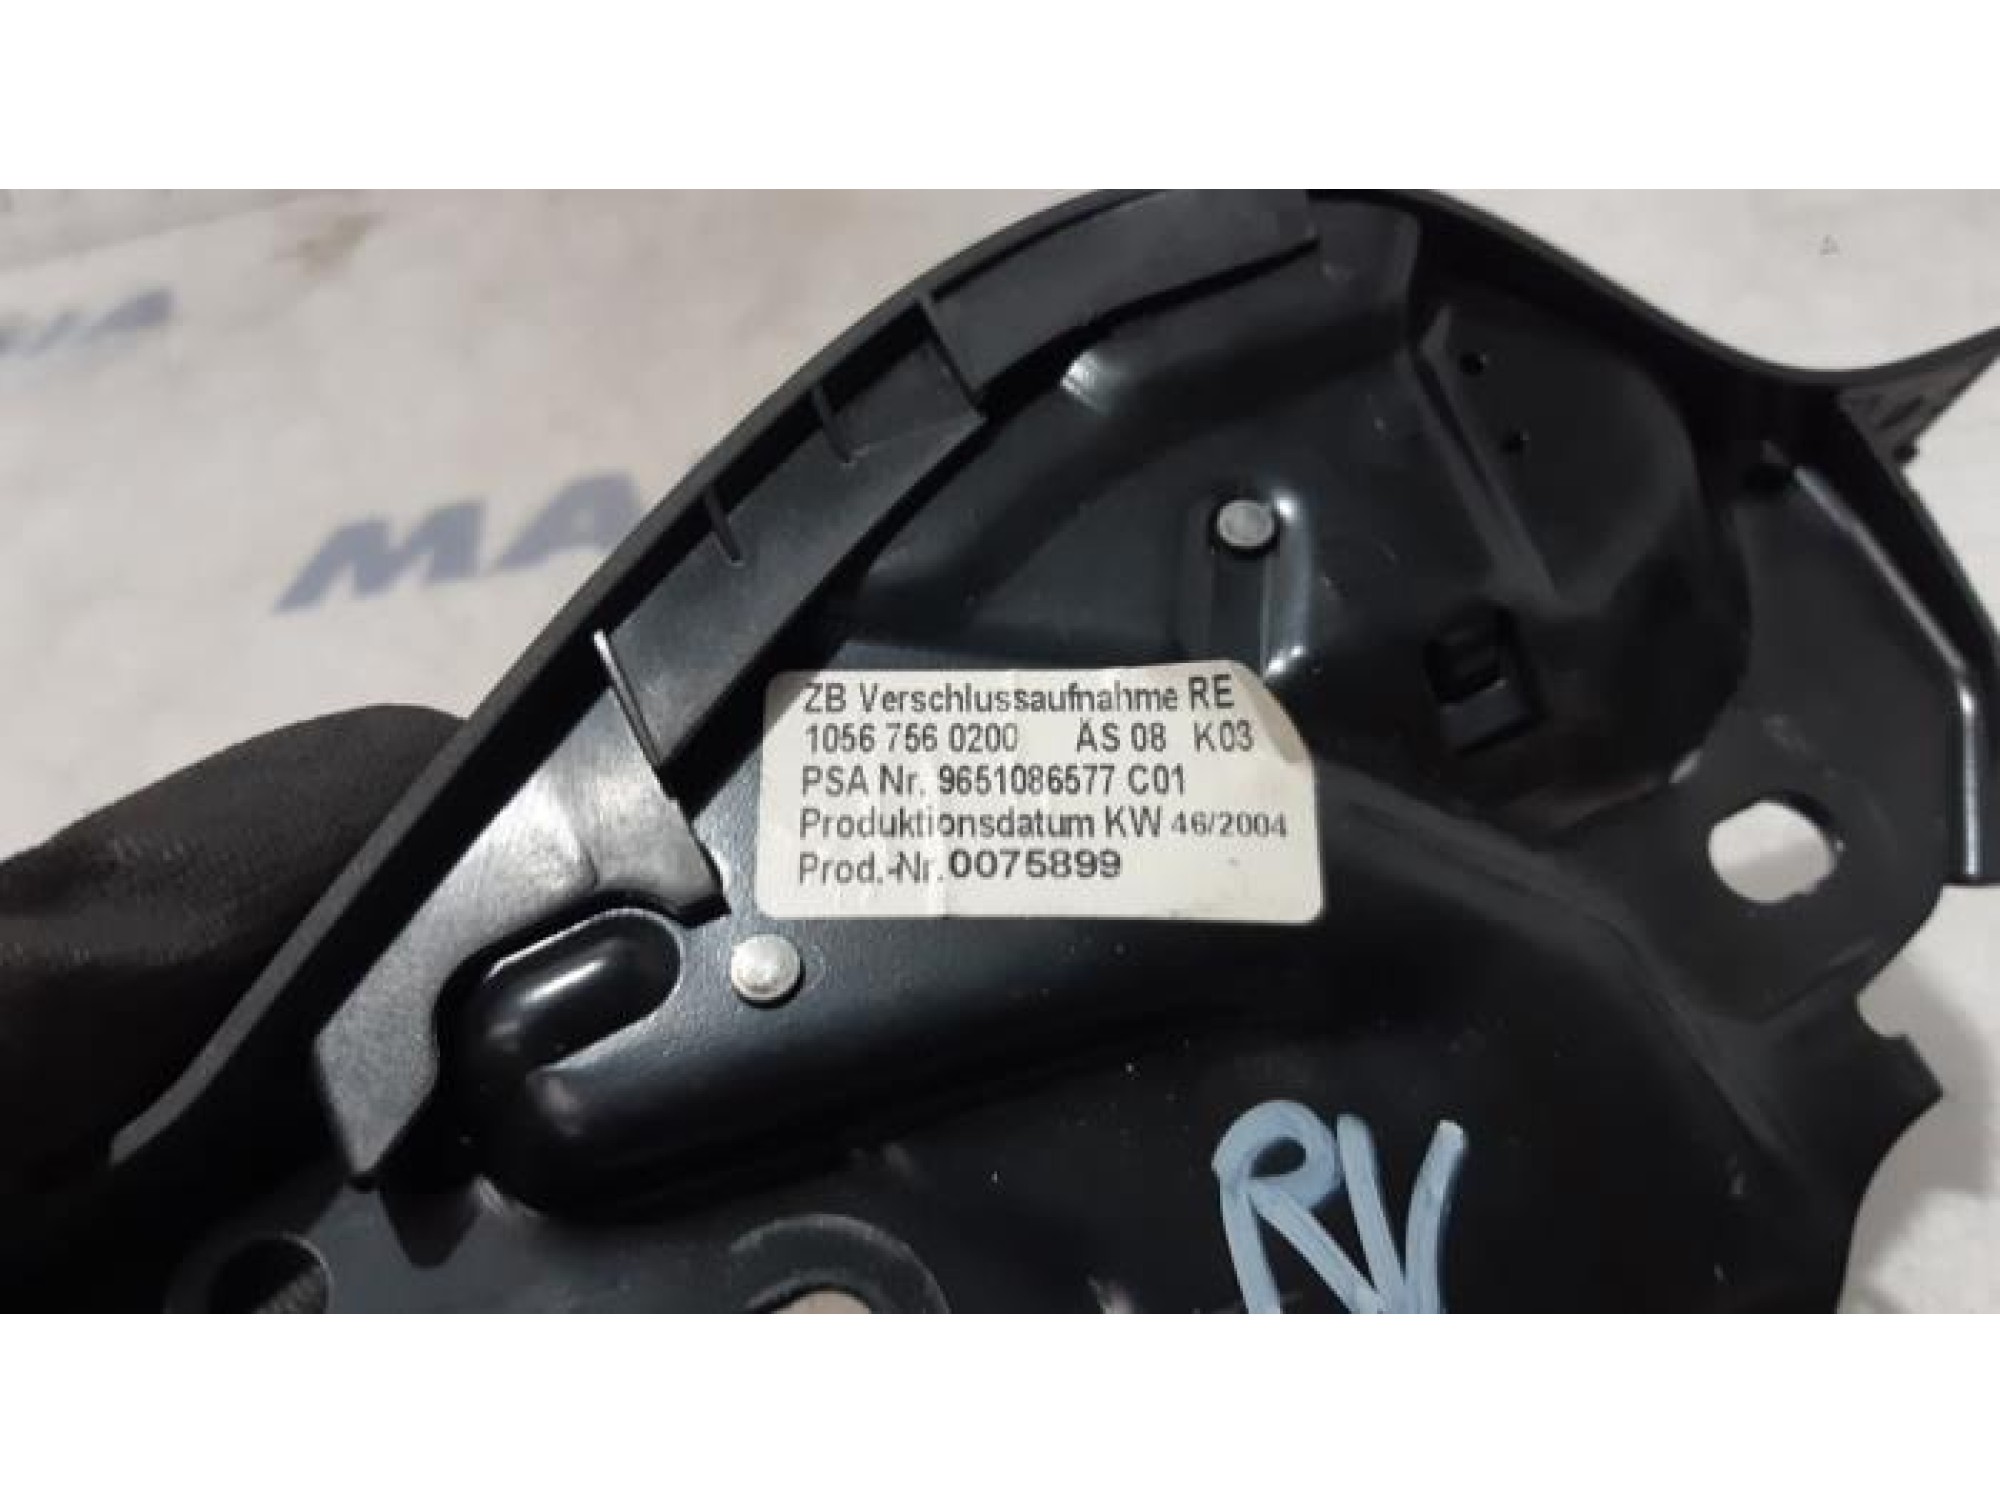 MA
ZB Verschlussaufnahme RE
1056 756 0200 ÄS 08 K03
PSA Nr. 9651086577 C01
Produktionsdatum KW 46/2004
Prod.-Nr. 0075899
RV